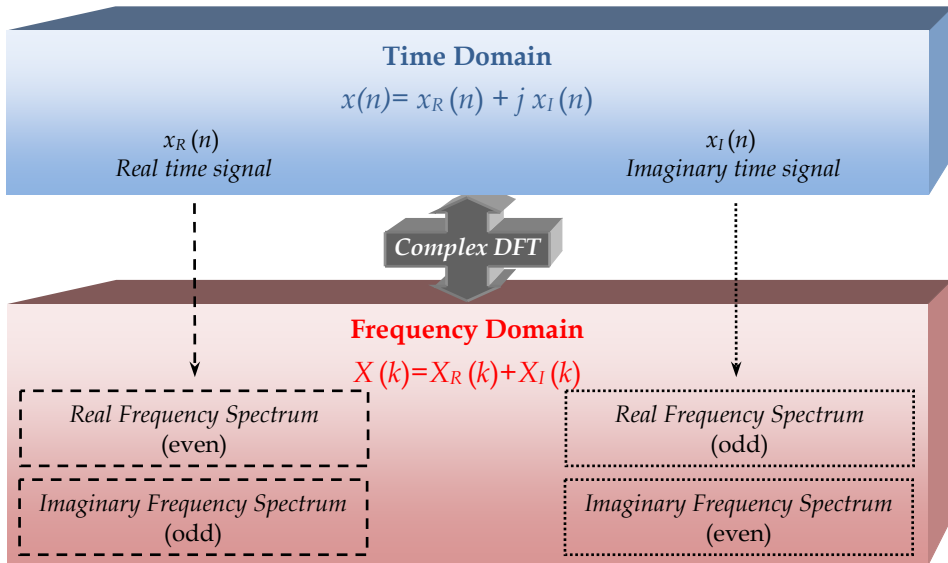 Time Domain
x(n)= xR (n) + j xI (n)
xR (n)
Real time signal
xI (n)
Imaginary time signal
Complex DFT
Frequency Domain
X (k)=XR (k)+XI (k)
Real Frequency Spectrum
(even)
Imaginary Frequency Spectrum
(odd)
Real Frequency Spectrum
(odd)
Imaginary Frequency Spectrum
(even)